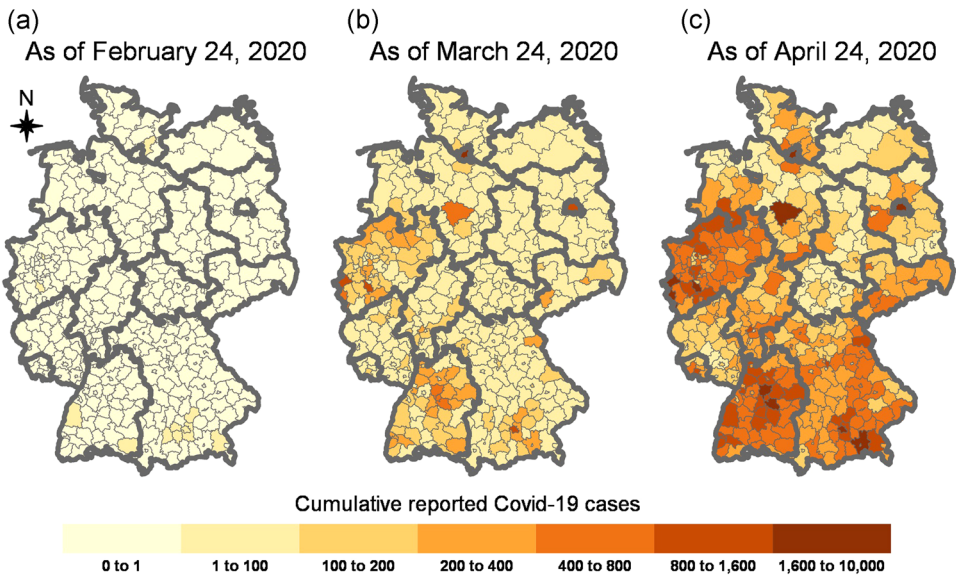 (a)
As of February 24, 2020
(b)
As of March 24, 2020
(c)
As of April 24, 2020
N
Cumulative reported Covid-19 cases
0 to 1
1 to 100
100 to 200
200 to 400
400 to 800
800 to 1,600
1,600 to 10,000